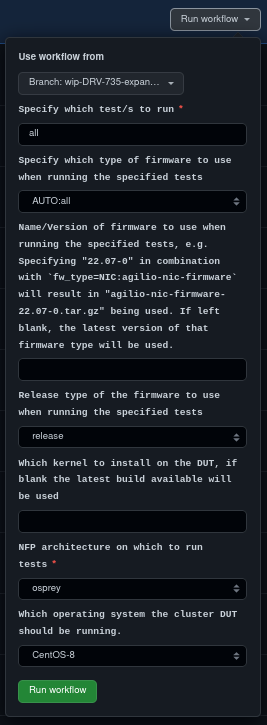 Run workflow
Use workflow from
Branch: wip-DRV-735-expan...
Specify which test/s to run *
all
Specify which type of firmware to use
when running the specified tests
AUTO:all
Name/Version of firmware to use when
running the specified tests, e.g.
Specifying "22.07-0" in combination
with `fw_type=NIC:agilio-nic-firmware`
will result in "agilio-nic-firmware-
22.07-0.tar.gz" being used. If left
blank, the latest version of that
firmware type will be used.
Release type of the firmware to use
when running the specified tests
release
Which kernel to install on the DUT, if
blank the latest build available will
be used
NFP architecture on which to run
tests *
osprey
Which operating system the cluster DUT
should be running.
CentOS-8
Run workflow